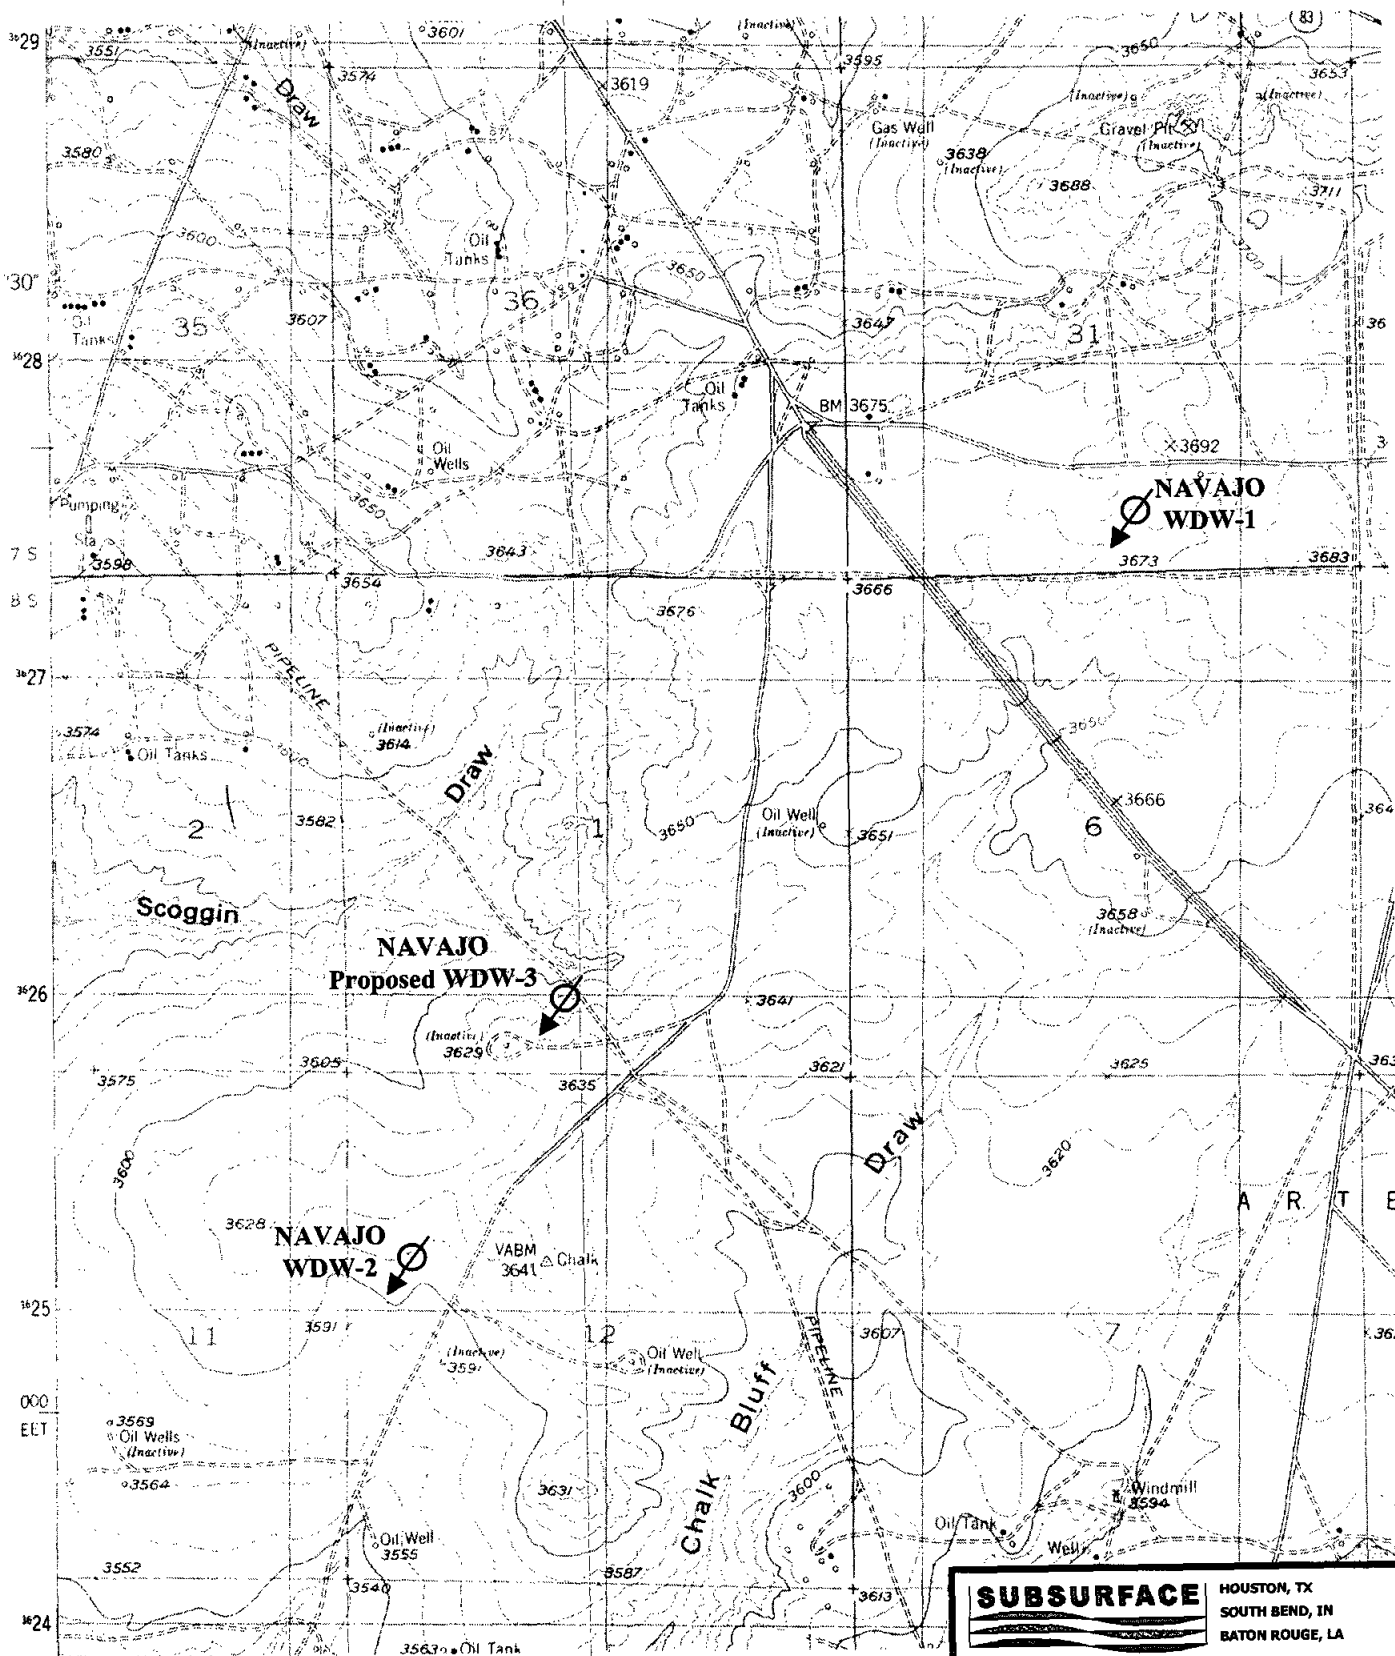 3629
3551
(Inactive)
3601
(Inactive)
83
3574
3619
3595
3650
3653
Draw
(Inactive)
(Inactive)
Gas Well
(Inactive)
Gravel Pit
(Inactive)
3580
3638
(Inactive)
3688
3711
3600
Oil
Tanks
3650
3700
'30"
36
35
3607
3647
31
Oil
Tanks
3628
Oil
Tanks
BM 3675
3692
Oil
Wells
NAVAJO
WDW-1
3650
Pumping
Sta
3643
7 S
3598
3654
3673
3683
3666
8 S
3676
PIPELINE
3627
3574
(Inactive)
3614
3650
Oil Tanks
Draw
3666
2
3582
1
3650
Oil Well
(Inactive)
3651
6
Scoggin
3658
(Inactive)
NAVAJO
Proposed WDW-3
3626
3641
(Inactive)
3629
3575
3605
3635
3621
3625
Draw
3600
3620
A R T E
3628
NAVAJO
WDW-2
VABM
3641
Chalk
3625
11
3591
12
3607
7
(Inactive)
3591
Oil Well
(Inactive)
PIPELINE
000
EET
3569
Oil Wells
(Inactive)
Chalk Bluff
3564
3631
3600
Windmill
3594
Oil Tank
Oil Well
3555
Well
3552
3540
3587
3613
3624
3563
Oil Tank
SUBSURFACE
HOUSTON, TX
SOUTH BEND, IN
BATON ROUGE, LA